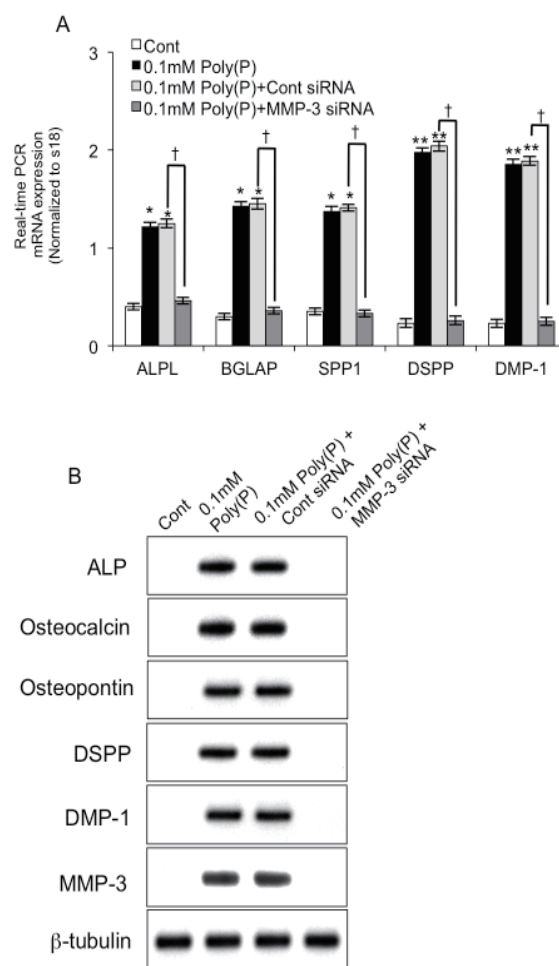 A
3
2
1
0
Real-time PCR
mRNA expression
(Normalized to s18)
Cont
0.1mM Poly(P)
0.1mM Poly(P)+Cont siRNA
0.1mM Poly(P)+MMP-3 siRNA
* * †
* * †
* * †
** ** †
** ** †
ALPL BGLAP SPP1 DSPP DMP-1
B
Cont
0.1mM
Poly(P)
0.1mM Poly(P) +
Cont siRNA
0.1mM Poly(P) +
MMP-3 siRNA
ALP
Osteocalcin
Osteopontin
DSPP
DMP-1
MMP-3
β-tubulin